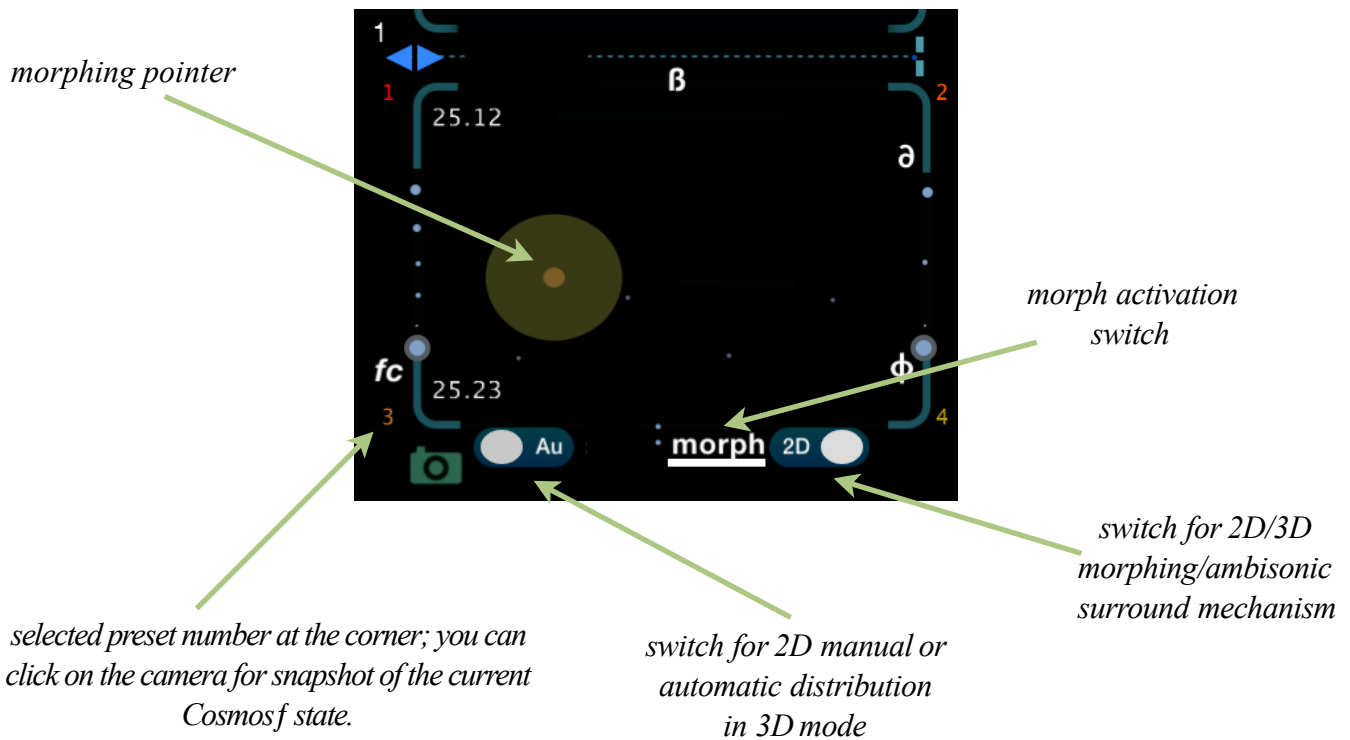 1
morphing pointer
ß
1
2
25.12
∂
morph activation
switch
fc
ϕ
25.23
3
4
Au
morph
2D
switch for 2D/3D
morphing/ambisonic
surround mechanism
selected preset number at the corner; you can
click on the camera for snapshot of the current
Cosmosƒ state.
switch for 2D manual or
automatic distribution
in 3D mode